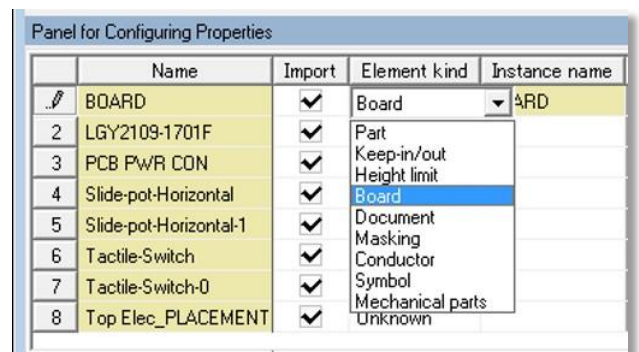 Panel for Configuring Properties
Name Import Element kind Instance name
BOARD Board ARD
2 LGY2109-1701F Part
3 PCB PWR CON Keep-in/out
Height limit
4 Slide-pot-Horizontal Board
5 Slide-pot-Horizontal-1 Document
Masking
6 Tactile-Switch Conductor
7 Tactile-Switch-0 Symbol
Mechanical parts
8 Top Elec_PLACEMENT Unknown